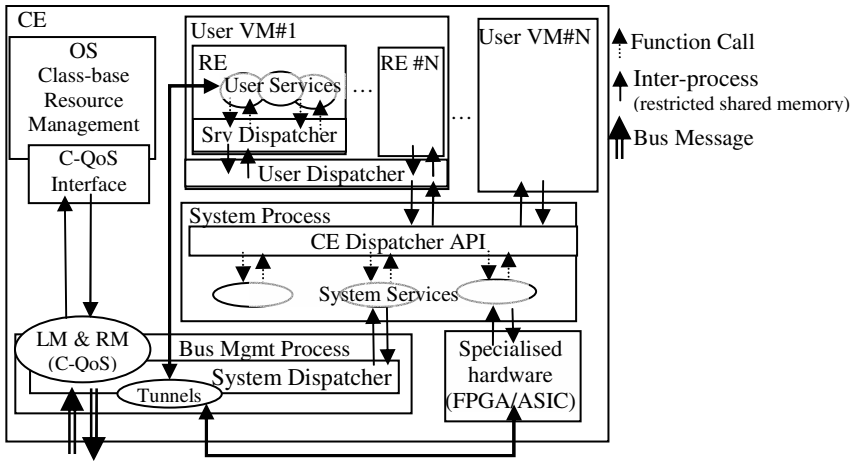 CE
OS
Class-base
Resource
Management
C-QoS
Interface
User VM#1
RE
User Services
Srv Dispatcher
...
RE #N
User Dispatcher
...
User VM#N
Function Call
Inter-process
(restricted shared memory)
Bus Message
System Process
CE Dispatcher API
System Services
LM & RM
(C-QoS)
Bus Mgmt Process
System Dispatcher
Tunnels
Specialised
hardware
(FPGA/ASIC)